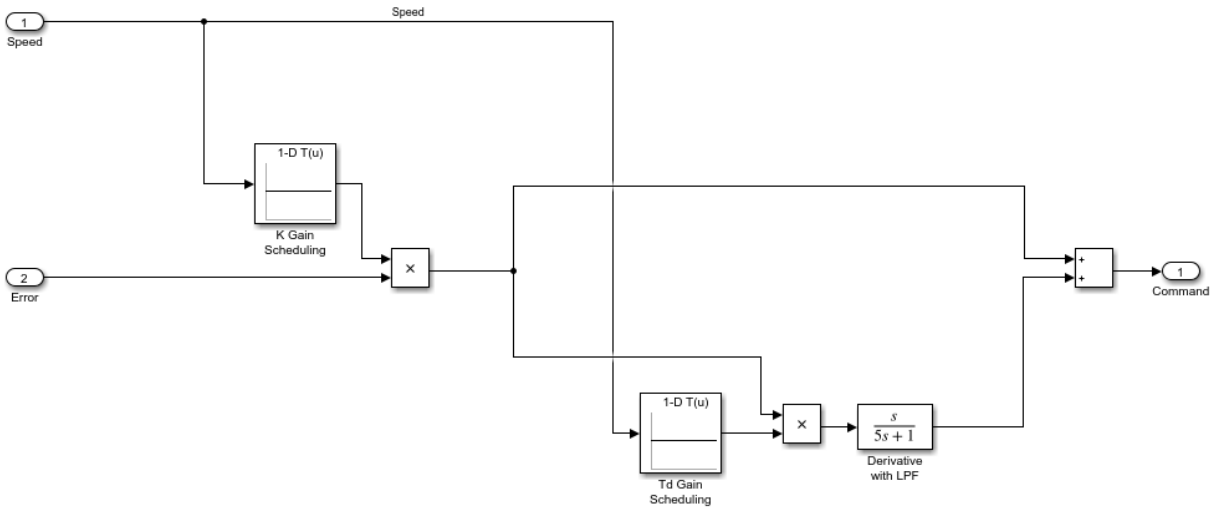 1
Speed
Speed
1-D T(u)
K Gain
Scheduling
×
2
Error
+
+
1
Command
1-D T(u)
Td Gain
Scheduling
×
s
5s + 1
Derivative
with LPF